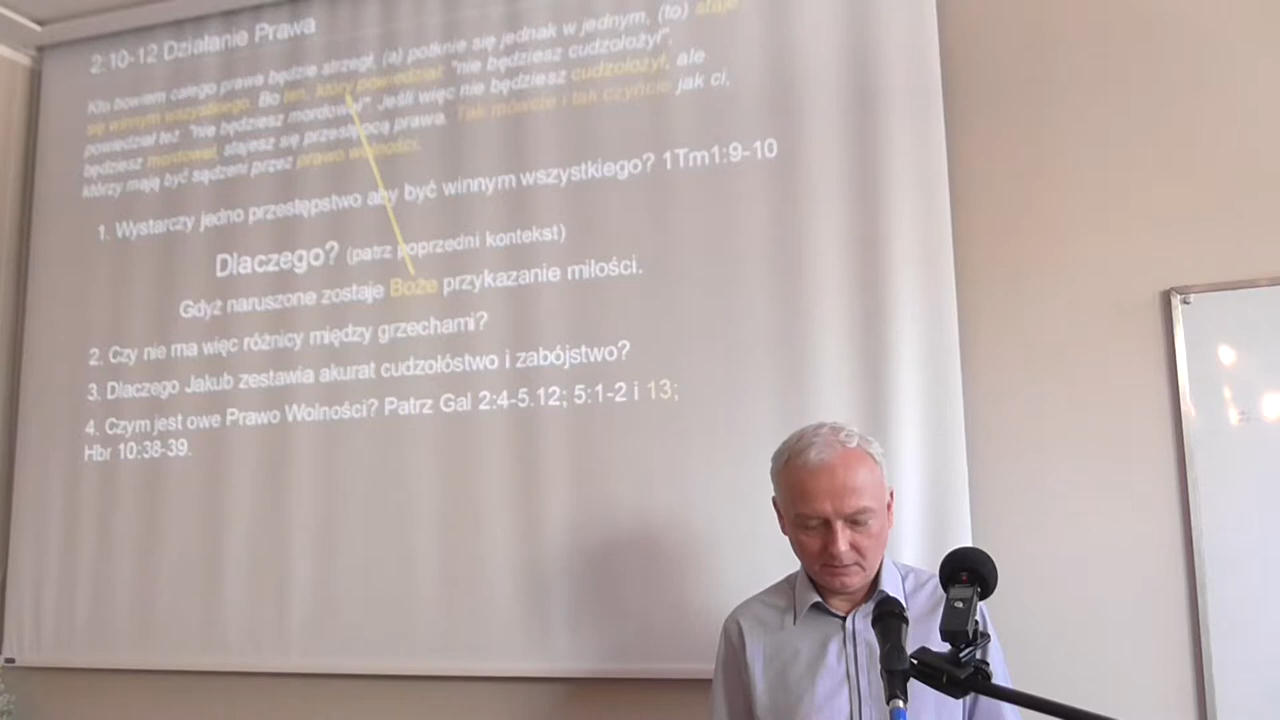 2:10-12 Działanie Prawa
Kto bowiem całego prawa będzie strzegł, (a) potknie się jednak w jednym, (to) staje
się winnym wszystkiego. Bo ten, który powiedział: "nie będziesz cudzołożył",
powiedział też: "nie będziesz mordował". Jeśli więc nie będziesz cudzołożył, ale
będziesz mordował, stajesz się przestępcą prawa. Tak mówcie i tak czyńcie jak ci,
którzy mają być sądzeni przez prawo wolności.
1. Wystarczy jedno przestępstwo aby być winnym wszystkiego? 1Tm1:9-10
Dlaczego? (patrz poprzedni kontekst)
Gdyż naruszone zostaje Boże przykazanie miłości.
2. Czy nie ma więc różnicy między grzechami?
3. Dlaczego Jakub zestawia akurat cudzołóstwo i zabójstwo?
4. Czym jest owe Prawo Wolności? Patrz Gal 2:4-5.12; 5:1-2 i 13;
Hbr 10:38-39.